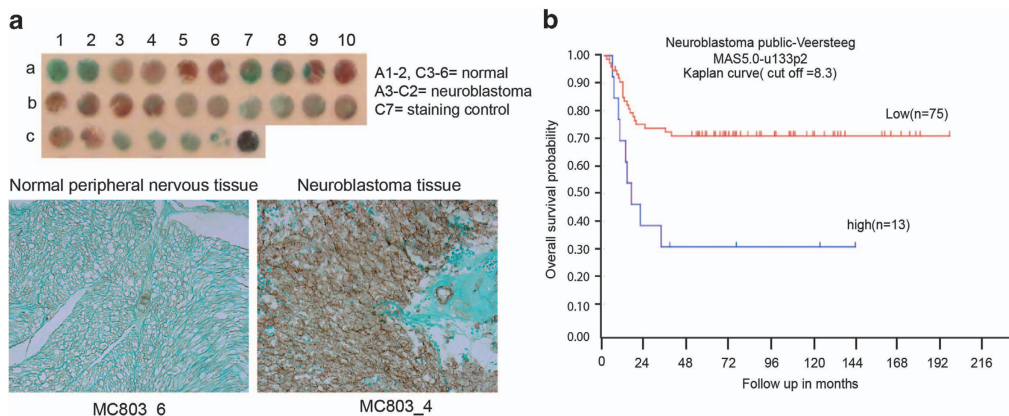 a
1 2 3 4 5 6 7 8 9 10
a
b
c
A1-2, C3-6= normal
A3-C2= neuroblastoma
C7= staining control
Normal peripheral nervous tissue
Neuroblastoma tissue
MC803_6
MC803_4
b
Neuroblastoma public-Veersteeg
MAS5.0-u133p2
Kaplan curve( cut off =8.3)
Overall survival probability
1.00
0.90
0.80
0.70
0.60
0.50
0.40
0.30
0.20
0.10
0.00
Low(n=75)
high(n=13)
0 24 48 72 96 120 144 168 192 216
Follow up in months